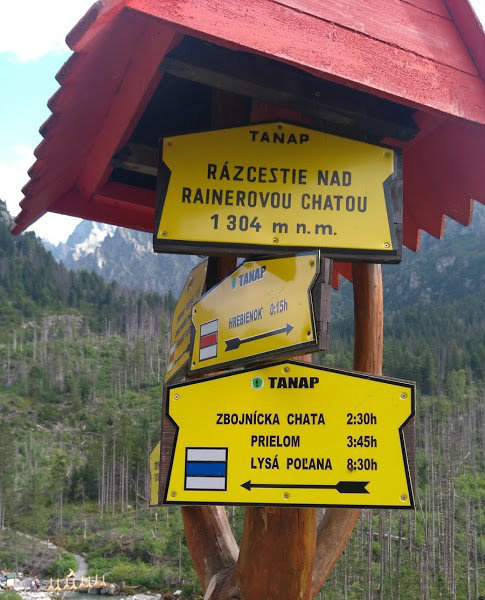 TANAP
RÁZCESTIE NAD
RAINEROVOU CHATOU
1 304 m n.m.
TANAP
HREBIENOK 0:15h
TANAP
ZBOJNÍCKA CHATA 2:30h
PRIELOM 3:45h
LYSÁ POĽANA 8:30h